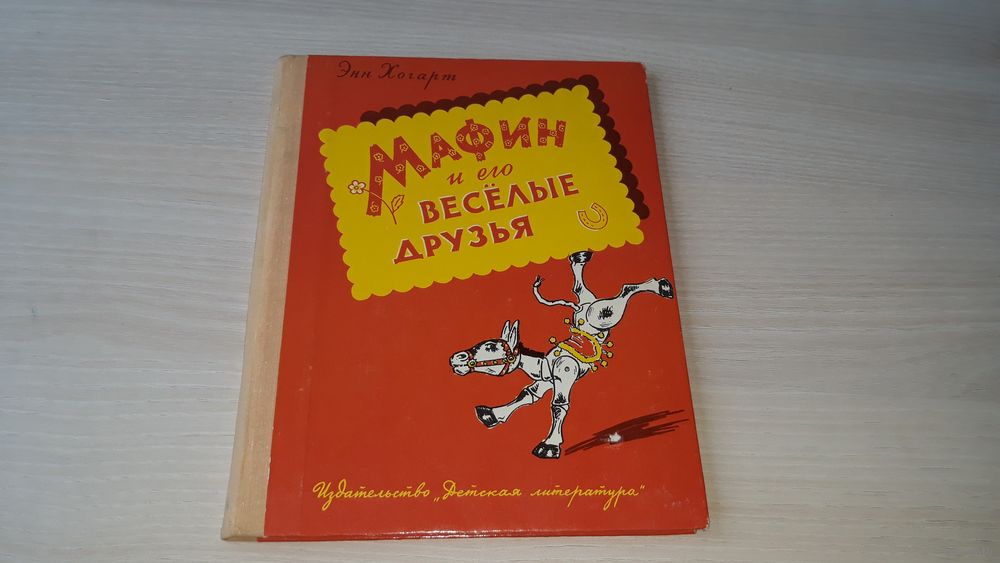 Энн Хогарт
МАФИН
и его
ВЕСЁЛЫЕ
ДРУЗЬЯ
Издательство „Детская литература"